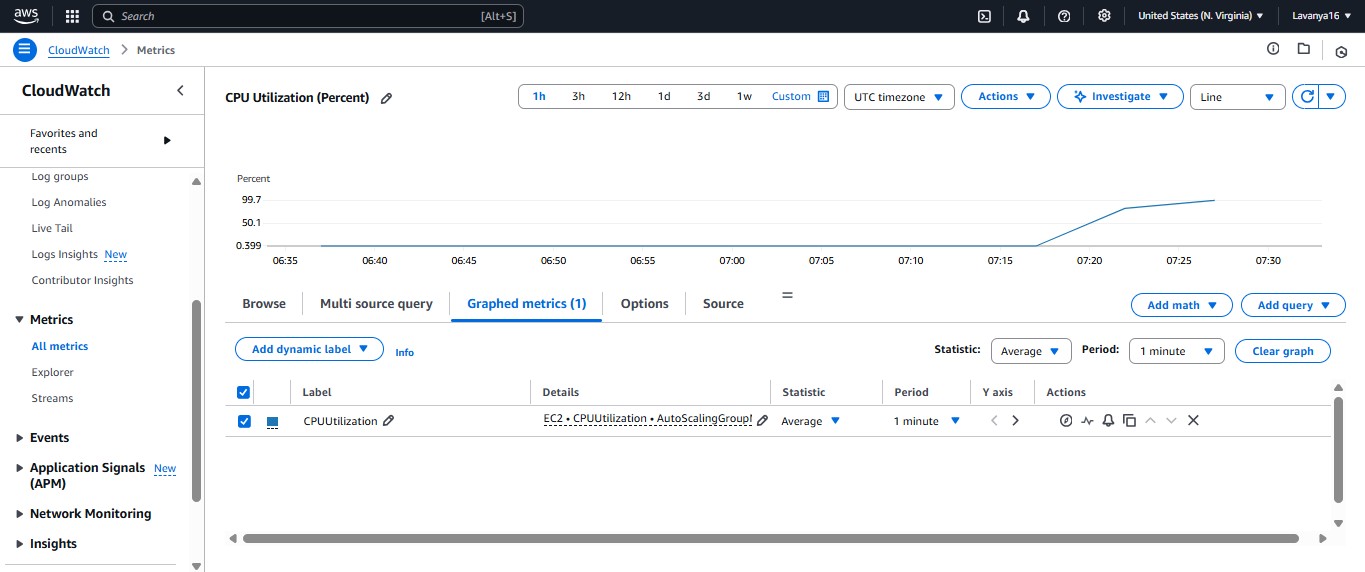 aws
Search [Alt+S]
United States (N. Virginia)
Lavanya16
CloudWatch
Metrics
CloudWatch
Favorites and
recents
Log groups
Log Anomalies
Live Tail
Logs Insights New
Contributor Insights
Metrics
All metrics
Explorer
Streams
Events
Application Signals New
(APM)
Network Monitoring
Insights
CPU Utilization (Percent)
1h 3h 12h 1d 3d 1w Custom
UTC timezone
Actions
Investigate
Line
Percent
99.7
50.1
0.399
06:35 06:40 06:45 06:50 06:55 07:00 07:05 07:10 07:15 07:20 07:25 07:30
Browse Multi source query Graphed metrics (1) Options Source
Add math Add query
Add dynamic label Info
Statistic: Average Period: 1 minute Clear graph
Label Details Statistic Period Y axis Actions
CPUUtilization EC2 • CPUUtilization • AutoScalingGroup Average 1 minute